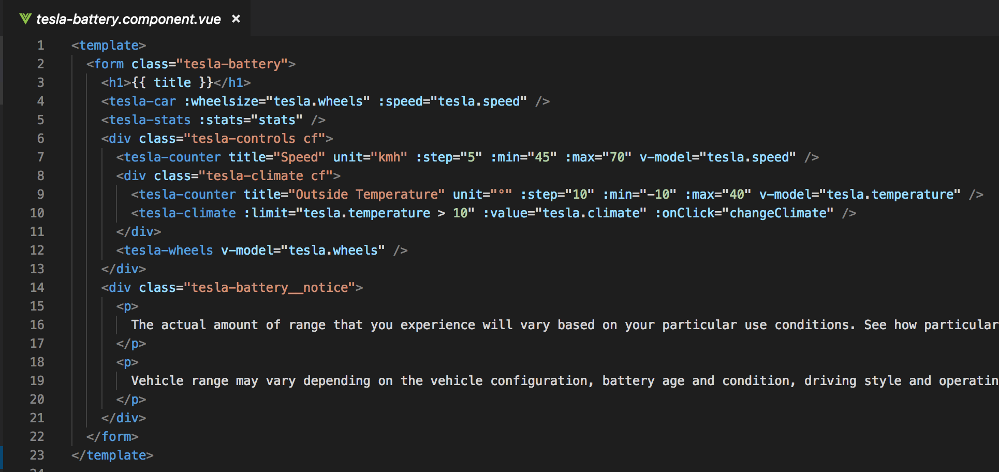 tesla-battery.component.vue ×
1 <template>
2 <form class="tesla-battery">
3 <h1>{{ title }}</h1>
4 <tesla-car :wheelsize="tesla.wheels" :speed="tesla.speed" />
5 <tesla-stats :stats="stats" />
6 <div class="tesla-controls cf">
7 <tesla-counter title="Speed" unit="kmh" :step="5" :min="45" :max="70" v-model="tesla.speed" />
8 <div class="tesla-climate cf">
9 <tesla-counter title="Outside Temperature" unit="°" :step="10" :min="-10" :max="40" v-model="tesla.temperature" />
10 <tesla-climate :limit="tesla.temperature > 10" :value="tesla.climate" :onClick="changeClimate" />
11 </div>
12 <tesla-wheels v-model="tesla.wheels" />
13 </div>
14 <div class="tesla-battery__notice">
15 <p>
16 The actual amount of range that you experience will vary based on your particular use conditions. See how particular
17 </p>
18 <p>
19 Vehicle range may vary depending on the vehicle configuration, battery age and condition, driving style and operatin
20 </p>
21 </div>
22 </form>
23 </template>
24